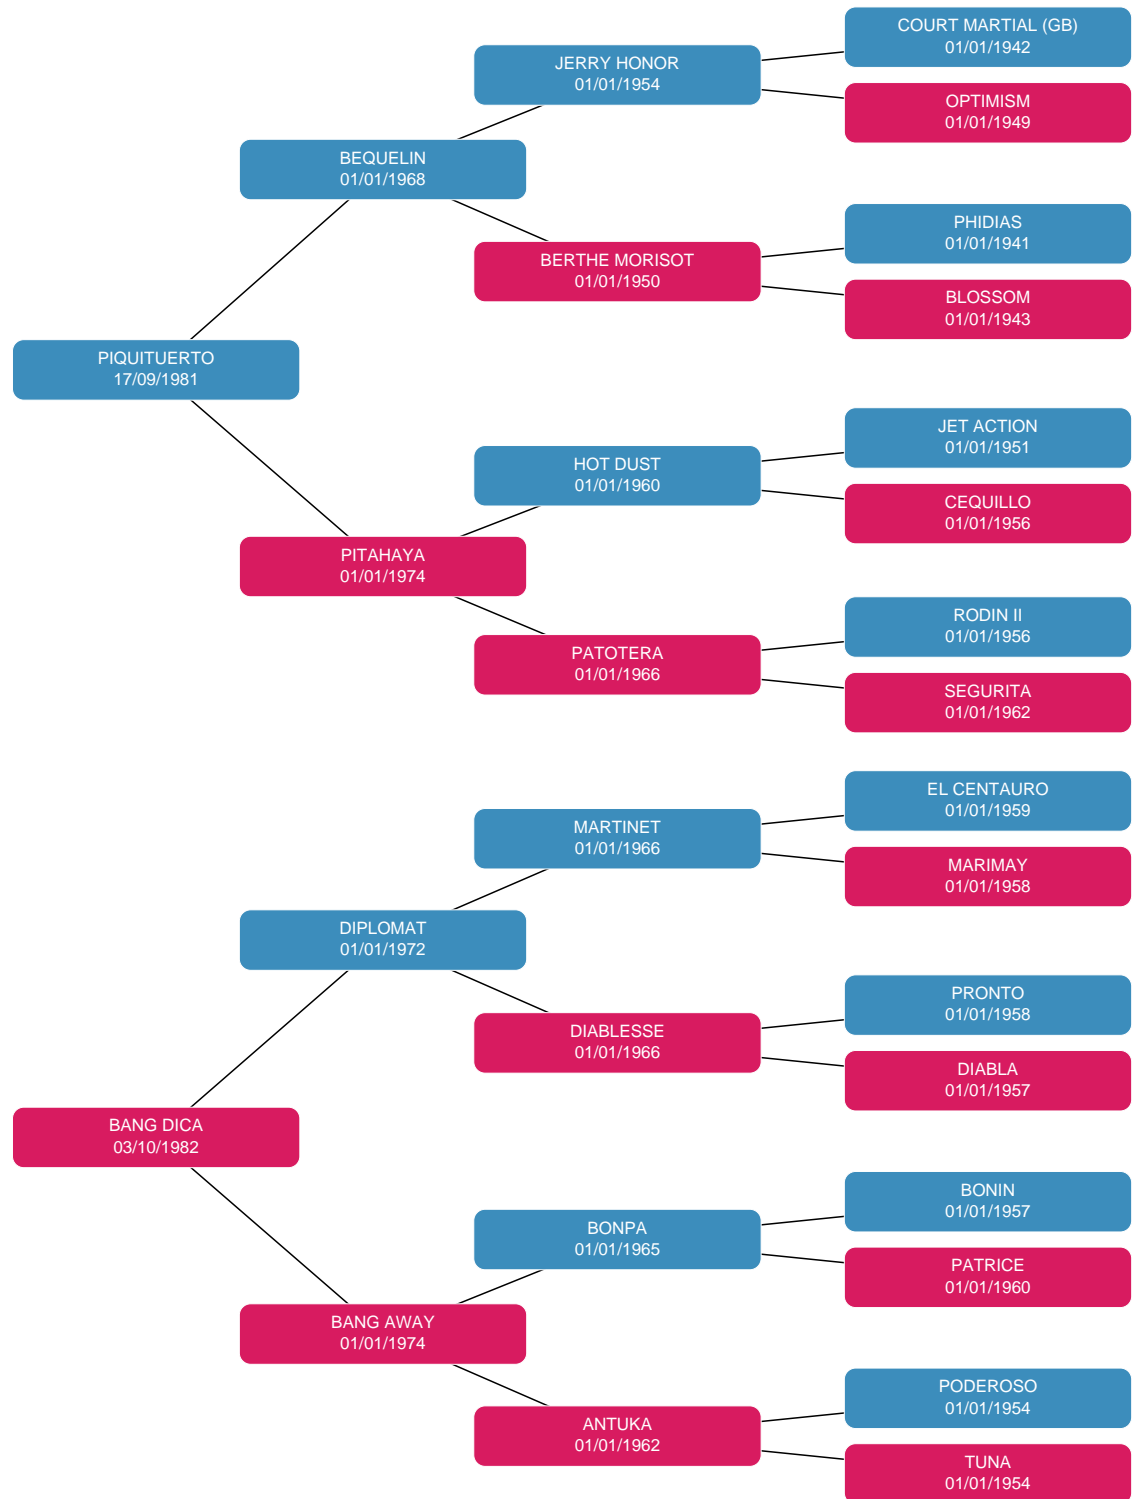 COURT MARTIAL (GB)
01/01/1942
JERRY HONOR
01/01/1954
OPTIMISM
01/01/1949
BEQUELIN
01/01/1968
PHIDIAS
01/01/1941
BERTHE MORISOT
01/01/1950
BLOSSOM
01/01/1943
PIQUITUERTO
17/09/1981
JET ACTION
01/01/1951
HOT DUST
01/01/1960
CEQUILLO
01/01/1956
PITAHAYA
01/01/1974
RODIN II
01/01/1956
PATOTERA
01/01/1966
SEGURITA
01/01/1962
EL CENTAURO
01/01/1959
MARTINET
01/01/1966
MARIMAY
01/01/1958
DIPLOMAT
01/01/1972
PRONTO
01/01/1958
DIABLESSE
01/01/1966
DIABLA
01/01/1957
BANG DICA
03/10/1982
BONIN
01/01/1957
BONPA
01/01/1965
PATRICE
01/01/1960
BANG AWAY
01/01/1974
PODEROSO
01/01/1954
ANTUKA
01/01/1962
TUNA
01/01/1954